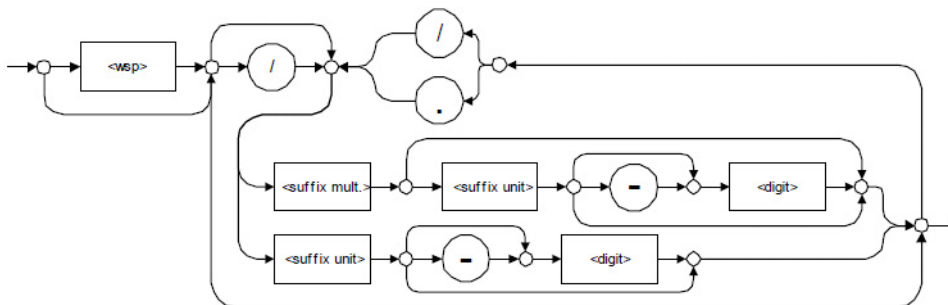 /
<wsp>
/
.
<suffix mult.>
<suffix unit>
-
<digit>
<suffix unit>
-
<digit>